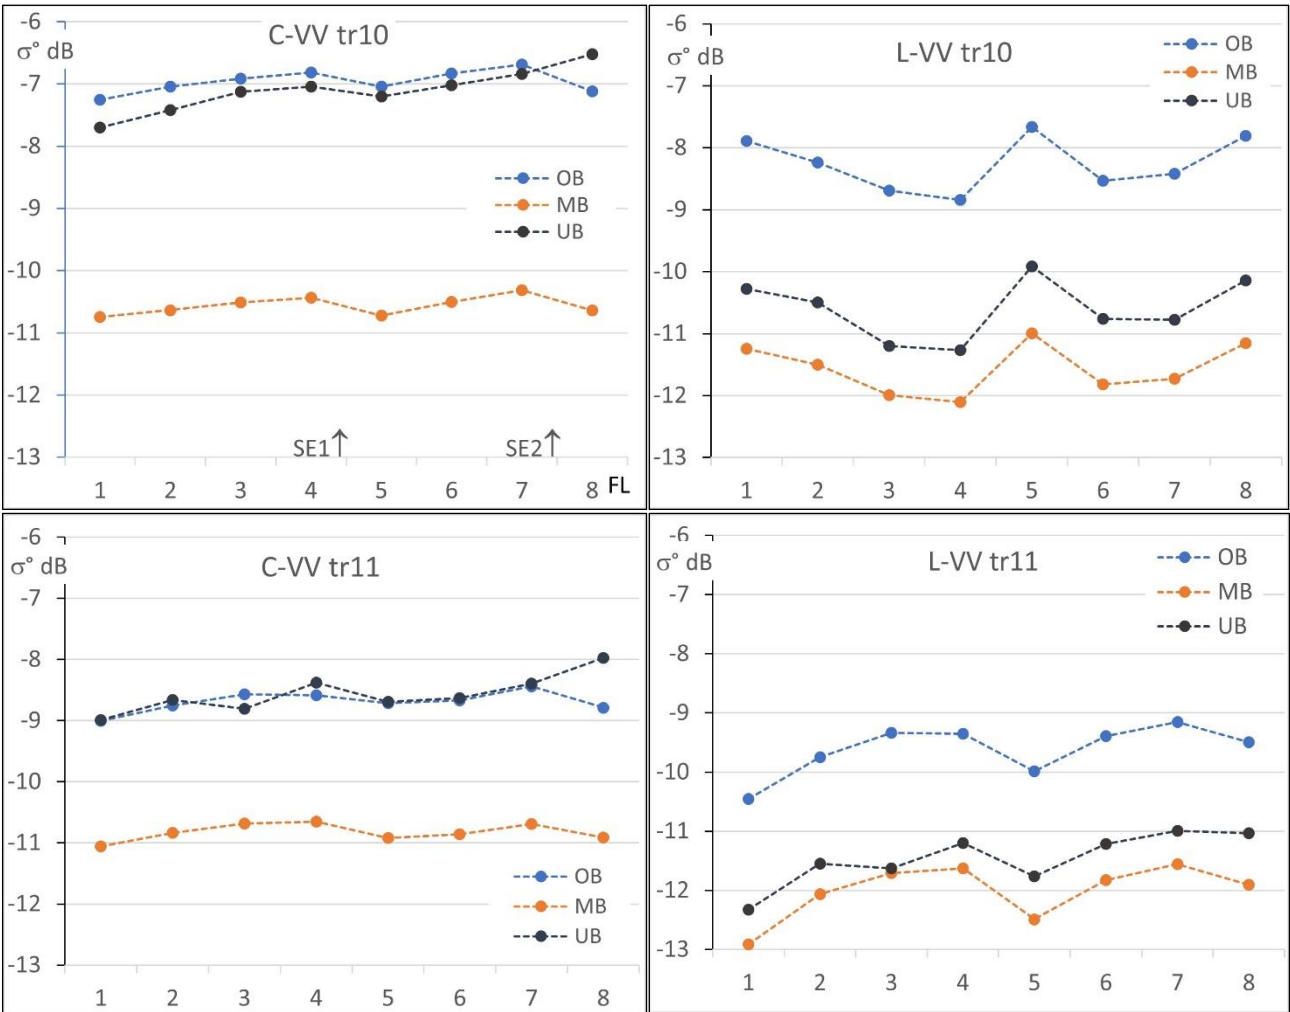 C-VV tr10
σ° dB
-6
-7
-8
-9
-10
-11
-12
-13
OB
MB
UB
SE1↑
SE2↑
1 2 3 4 5 6 7 8 FL
L-VV tr10
σ° dB
-6
-7
-8
-9
-10
-11
-12
-13
OB
MB
UB
1 2 3 4 5 6 7 8
C-VV tr11
σ° dB
-6
-7
-8
-9
-10
-11
-12
-13
OB
MB
UB
1 2 3 4 5 6 7 8
L-VV tr11
σ° dB
-6
-7
-8
-9
-10
-11
-12
-13
OB
MB
UB
1 2 3 4 5 6 7 8